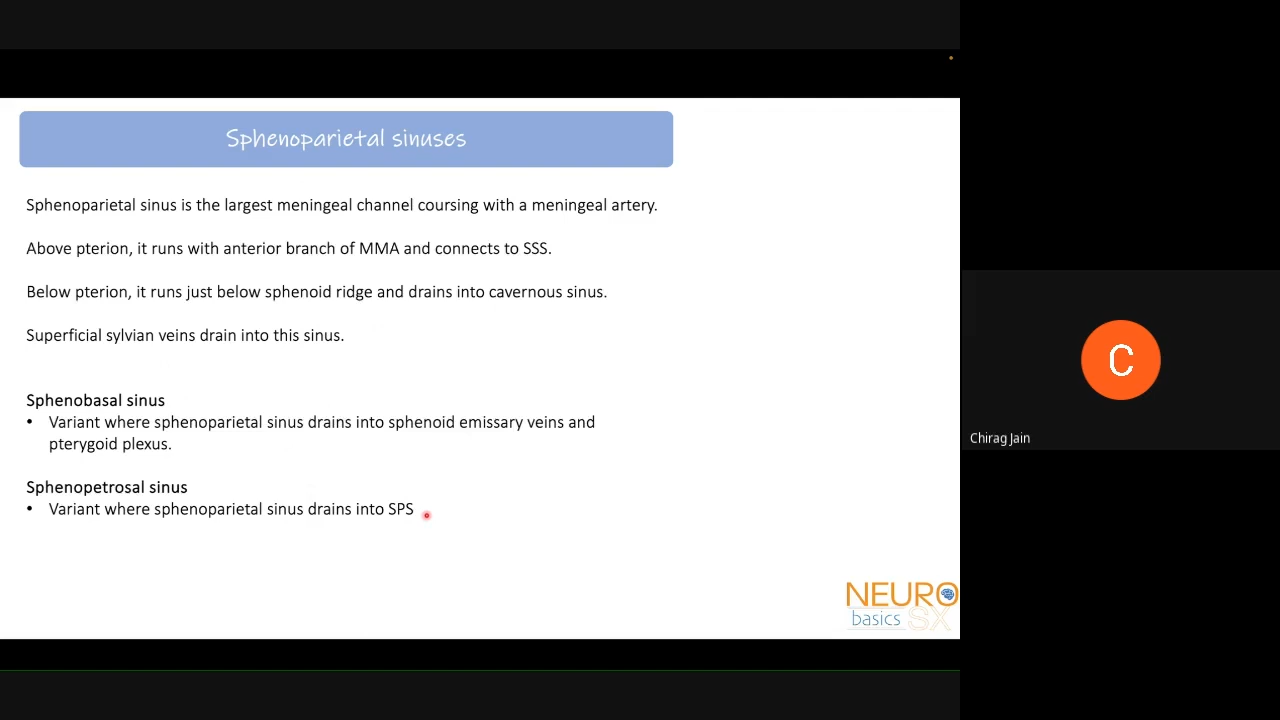 Sphenoparietal sinuses
Sphenoparietal sinus is the largest meningeal channel coursing with a meningeal artery.
Above pterion, it runs with anterior branch of MMA and connects to SSS.
Below pterion, it runs just below sphenoid ridge and drains into cavernous sinus.
Superficial sylvian veins drain into this sinus.
Sphenobasal sinus
• Variant where sphenoparietal sinus drains into sphenoid emissary veins and
pterygoid plexus.
Sphenopetrosal sinus
• Variant where sphenoparietal sinus drains into SPS
NEURO
basics SX
C
Chirag Jain